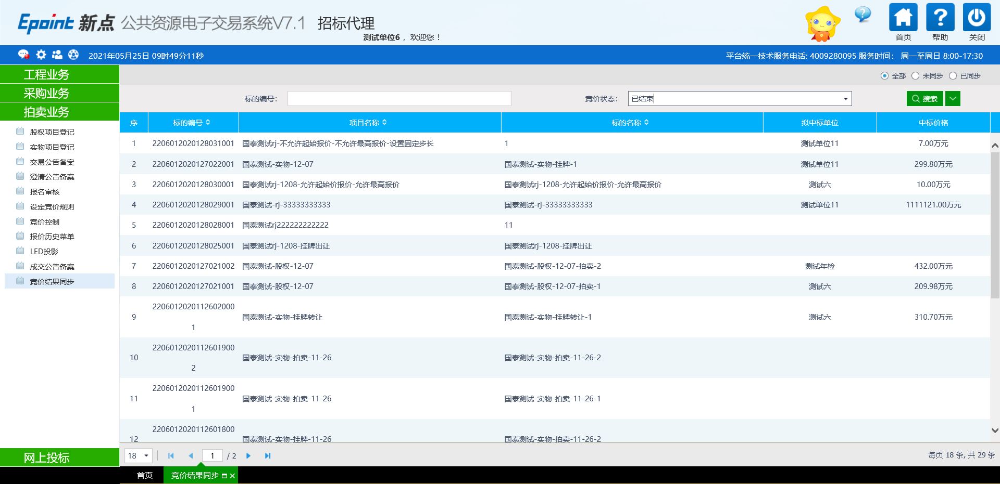 Epoint 新点 公共资源电子交易系统V7.1 招标代理
测试单位6 ，欢迎您！
首页 帮助 关闭
2021年05月25日 09时49分11秒
平台统一技术服务电话: 4009280095 服务时间： 周一至周日 8:00-17:30
工程业务
采购业务
拍卖业务
股权项目登记
实物项目登记
交易公告备案
澄清公告备案
报名审核
设定竞价规则
竞价控制
报价历史菜单
LED投影
成交公告备案
竞价结果同步
网上投标
全部 未同步 已同步
标的编号： 竞价状态： 已结束 搜索
序 标的编号 项目名称 标的名称 拟中标单位 中标价格
1 2206012020128031001 国泰测试rj-不允许起始报价-不允许最高报价-设置固定步长 1 测试单位11 7.00万元
2 2206012020127022001 国泰测试-实物-12-07 国泰测试-实物-挂牌-1 测试单位11 299.80万元
3 2206012020128030001 国泰测试rj-1208-允许起始价报价-允许最高报价 国泰测试rj-1208-允许起始价报价-允许最高报价 测试六 10.00万元
4 2206012020128029001 国泰测试-rj-33333333333 国泰测试-rj-33333333333 测试单位11 1111121.00万元
5 2206012020128028001 国泰测试rj222222222222 11
6 2206012020128025001 国泰测试rj-1208-挂牌出让 国泰测试rj-1208-挂牌出让
7 2206012020127021002 国泰测试-股权-12-07 国泰测试-股权-12-07-拍卖-2 测试年检 432.00万元
8 2206012020127021001 国泰测试-股权-12-07 国泰测试-股权-12-07-拍卖-1 测试六 209.98万元
2206012020112602000
9 国泰测试-实物-挂牌转让 国泰测试-实物-挂牌转让-1 测试六 310.70万元
1
2206012020112601900
10 国泰测试-实物-拍卖-11-26 国泰测试-实物-拍卖-11-26-2
2
2206012020112601900
11 国泰测试-实物-拍卖-11-26 国泰测试-实物-拍卖-11-26-1
1
2206012020112601800
12 国泰测试-实物-挂牌-11-26 国泰测试-实物-拍卖-11-26-2
18 1 / 2
每页 18 条, 共 29 条
首页 竞价结果同步